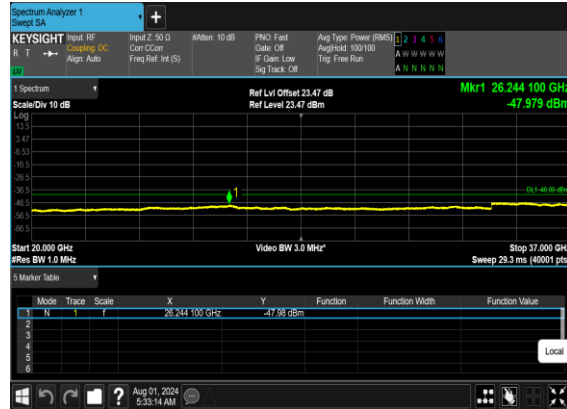 Spectrum Analyzer 1
Swept SA
+
KEYSIGHT Input: RF Input Z: 50 Ω #Atten: 10 dB PNO: Fast Avg Type: Power (RMS) 1 2 3 4 5 6
R T Coupling: DC Corr CCorr Gate: Off Avg|Hold: 100/100 A W W W W W
Align: Auto Freq Ref: Int (S) IF Gain: Low Trig: Free Run
Sig Track: Off A N N N N N
1 Spectrum Ref Lvl Offset 23.47 dB Mkr1 26.244 100 GHz
Scale/Div 10 dB Ref Level 23.47 dBm -47.979 dBm
Log
13.5
3.47
-6.53
-16.5
-26.5
-36.5 1 DL1 -40.00 dBm
-46.5
-56.5
-66.5
Start 20.000 GHz Video BW 3.0 MHz* Stop 37.000 GHz
#Res BW 1.0 MHz Sweep 29.3 ms (40001 pts)
5 Marker Table
Mode Trace Scale X Y Function Function Width Function Value
1 N 1 f 26.244 100 GHz -47.98 dBm
2
3
4
5
6
Local
? Aug 01, 2024
5:33:14 AM